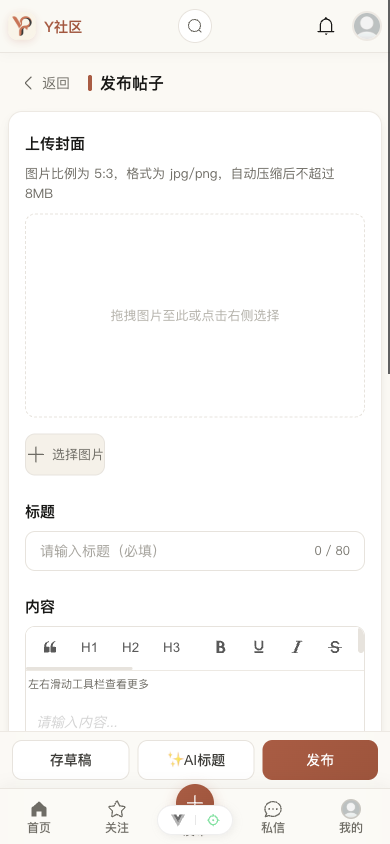 Y社区
返回
发布帖子
上传封面
图片比例为 5:3，格式为 jpg/png，自动压缩后不超过
8MB
拖拽图片至此或点击右侧选择
选择图片
标题
请输入标题（必填）
0 / 80
内容
H1 H2 H3 B U I S
左右滑动工具栏查看更多
请输入内容...
存草稿
✨AI标题
发布
首页
关注
私信
我的